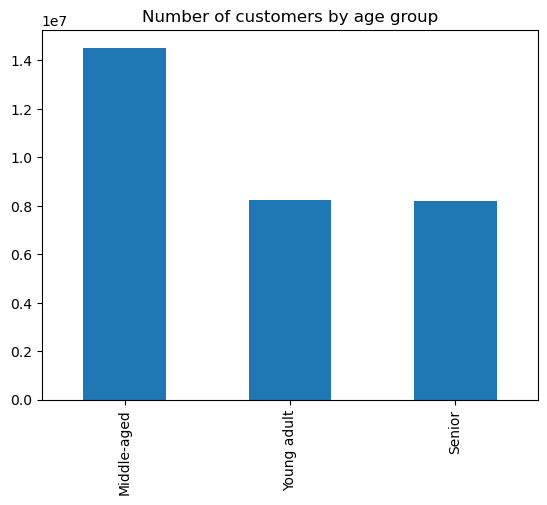 Number of customers by age group
1e7
1.4
1.2
1.0
0.8
0.6
0.4
0.2
0.0
Middle-aged
Young adult
Senior